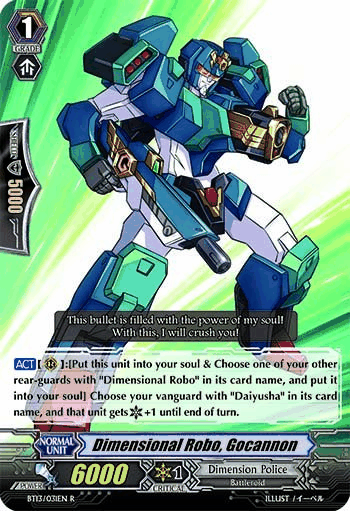 1
GRADE
SHIELD
5000
This bullet is filled with the power of my soul!
With this, I will crush you!
ACT [ ]:[Put this unit into your soul & Choose one of your other
rear-guards with "Dimensional Robo" in its card name, and put it
into your soul] Choose your vanguard with "Daiyusha" in its card
name, and that unit gets +1 until end of turn.
NORMAL
UNIT
Dimensional Robo, Gocannon
POWER
6000
1
CRITICAL
Dimension Police
Battleroid
BT13/031EN R
ILLUST / イーベル